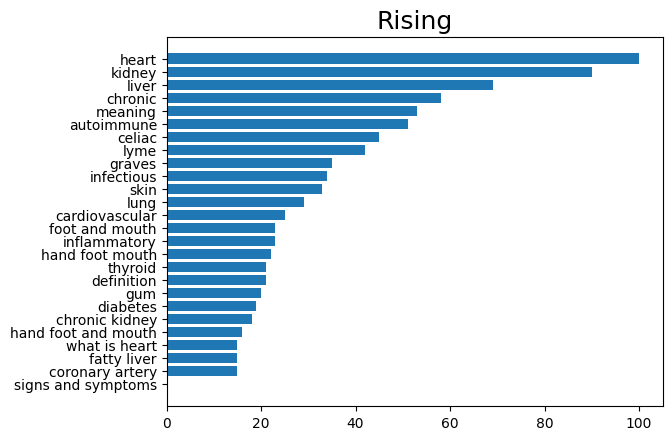 Rising
heart
kidney
liver
chronic
meaning
autoimmune
celiac
lyme
graves
infectious
skin
lung
cardiovascular
foot and mouth
inflammatory
hand foot mouth
thyroid
definition
gum
diabetes
chronic kidney
hand foot and mouth
what is heart
fatty liver
coronary artery
signs and symptoms
0 20 40 60 80 100